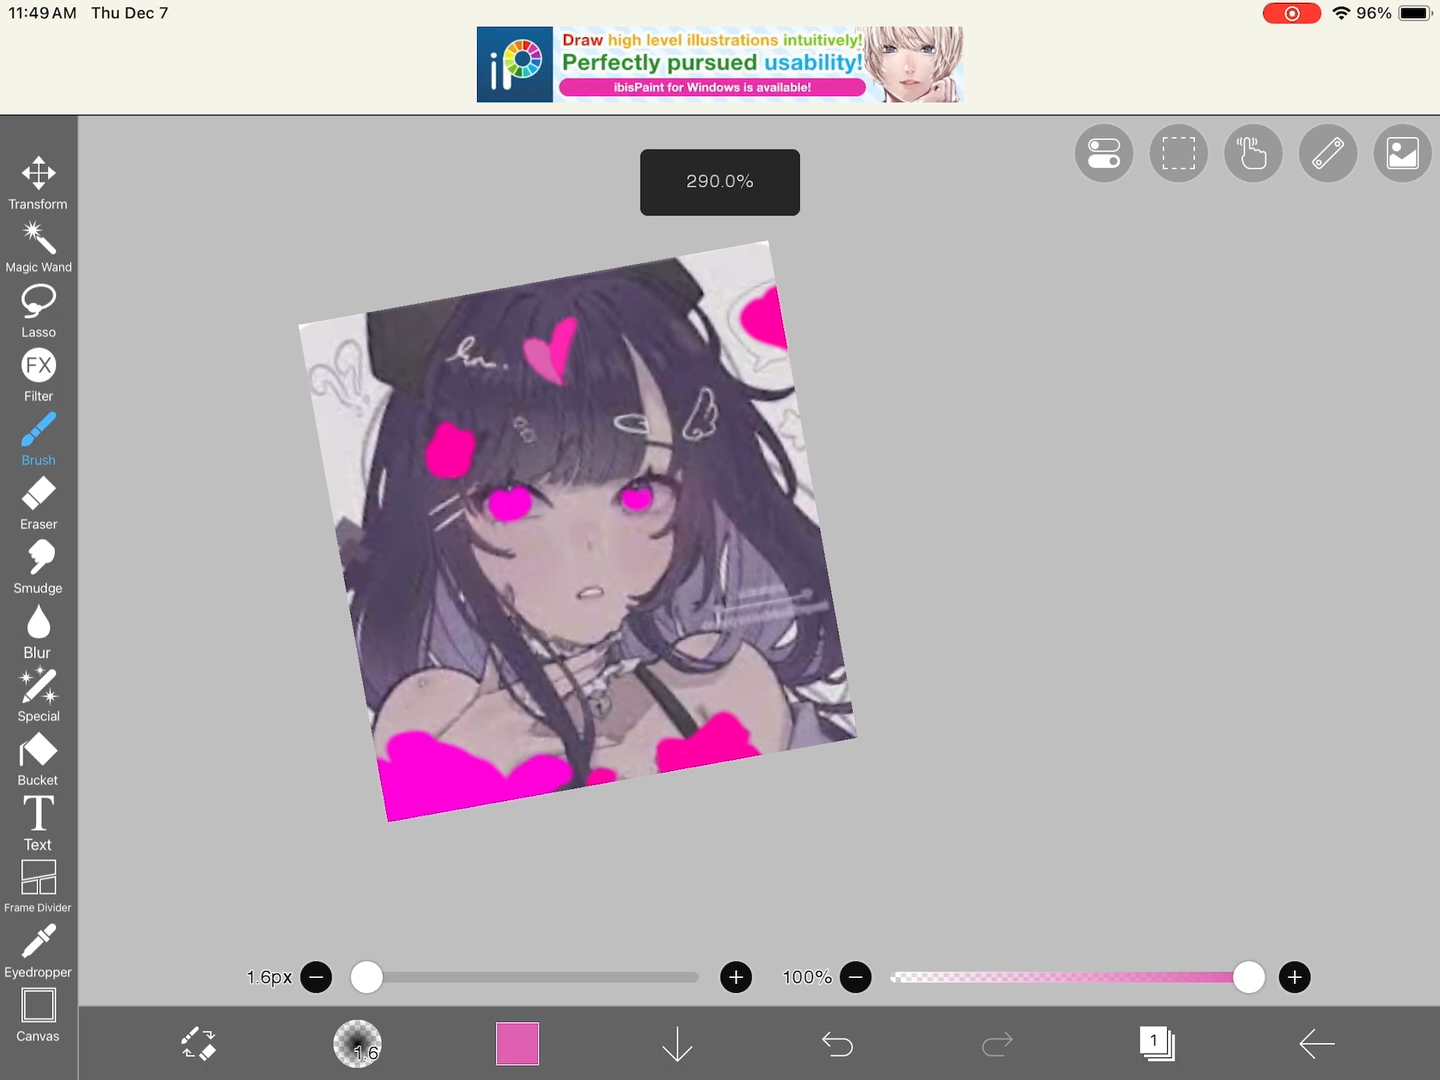 11:49 AM Thu Dec 7
96%
iP
Draw high level illustrations intuitively!
Perfectly pursued usability!
ibisPaint for Windows is available!
290.0%
Transform
Magic Wand
Lasso
FX
Filter
Brush
Eraser
Smudge
Blur
Special
Bucket
T
Text
Frame Divider
Eyedropper
Canvas
1.6px
100%
1.6
1